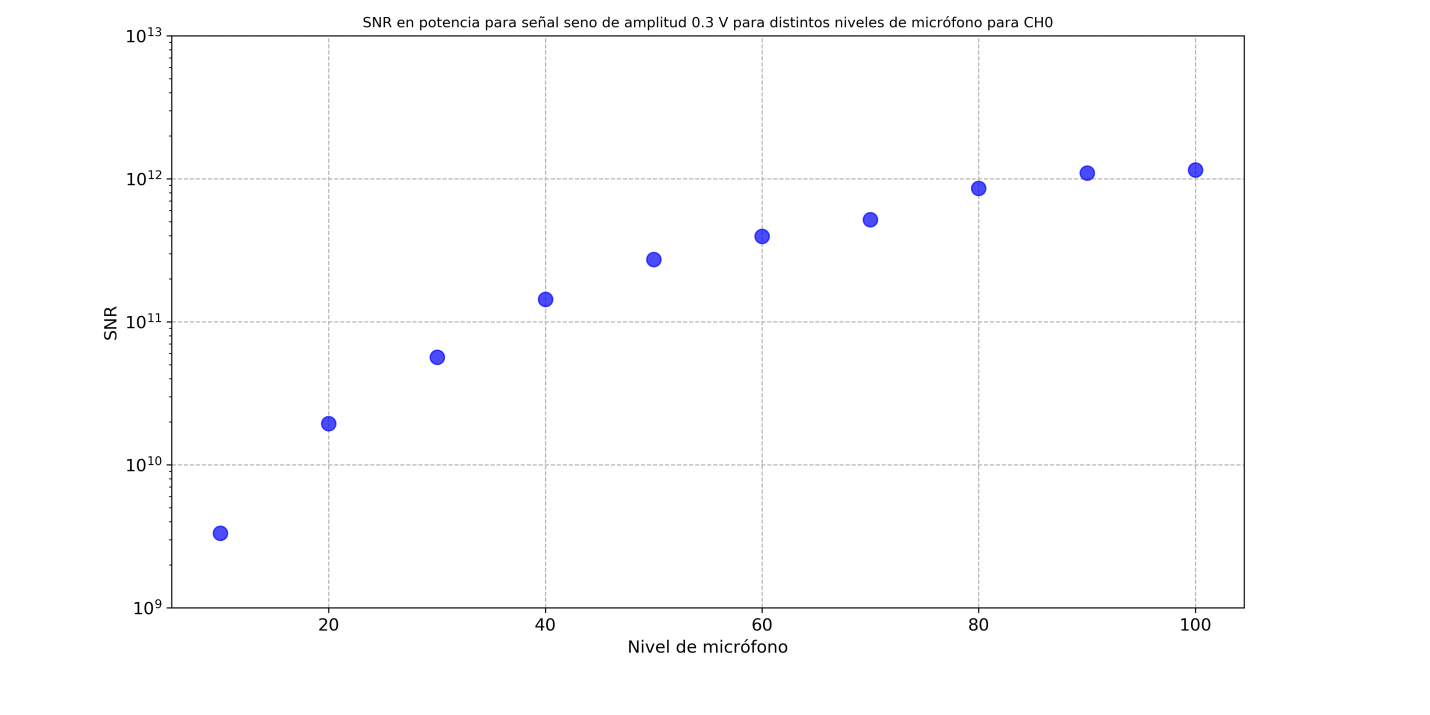 SNR en potencia para señal seno de amplitud 0.3 V para distintos niveles de micrófono para CH0
10^13
10^12
10^11
10^10
10^9
SNR
20 40 60 80 100
Nivel de micrófono